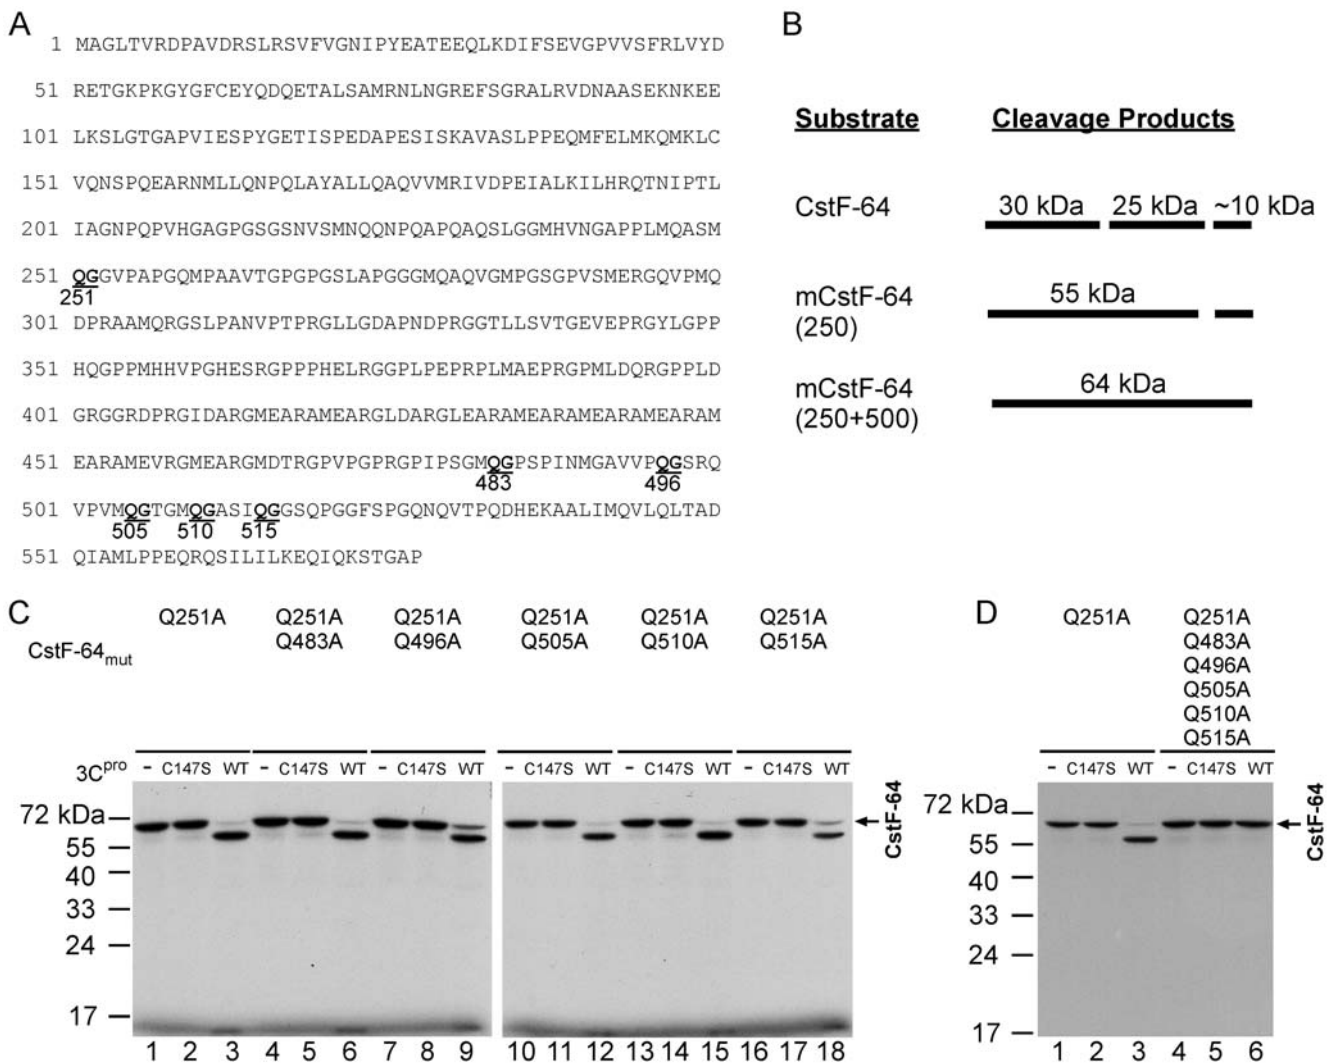 A
1 MAGLTVRDPAVDRSLRSVFVGNIPYEATEEQLKDIFSEVGPVVSFRLVYD
51 RETGKPKGYGFCEYQDQETALSAMRNLNGREFSGRALRVDNAASEKNKEE
101 LKSLGTGAPVIESPYGETISPEDAPESISKAVASLPPEQMFELMKQMKLC
151 VQNSPQEARNMLLQNPQLAYALLQAQVVMRIVDPEIALKILHRQTNIPTL
201 IAGNPQPVHGAGPGSGSNVSMNQQNPQAPQAQSLGGMHVNGAPPLMQASM
251 QGGVPAPGQMPAAVTGPGPGSLAPGGGMQAQVGMPGSGPVSMERGQVPMQ
251
301 DPRAAMQRGSLPANVPTPRGLLGDAPNDPRGGTLLSVTGEVEPRGYLGPP
351 HQGPPMHHVPGHESRGPPPHELRGGPLPEPRPLMAEPRGPMLDQRGPPLD
401 GRGGRDPRGIDARGMEARAMEARGLDARGLEARAMEARAMEARAMEARAM
451 EARAMEVRGMEARGMDTRGPVPGPRGPIPSGMQGPSPINMGAVVPQGSRQ
483 496
501 VPVMQGTGMQGASIQGGSQPGGFSPGQNQVTPQDHEKAALIMQVLQLTAD
505 510 515
551 QIAMLPPEQRQSILILKEQIQKSTGAP
B
Substrate Cleavage Products
CstF-64 30 kDa 25 kDa ~10 kDa
mCstF-64 (250) 55 kDa
mCstF-64 (250+500) 64 kDa
C
CstF-64mut
Q251A Q251A Q251A Q251A Q251A Q251A
Q483A Q496A Q505A Q510A Q515A
3Cpro - C147S WT - C147S WT - C147S WT - C147S WT - C147S WT - C147S WT
72 kDa
55
40
33
24
17
CstF-64
1 2 3 4 5 6 7 8 9 10 11 12 13 14 15 16 17 18
D
Q251A Q251A
Q483A
Q496A
Q505A
Q510A
Q515A
- C147S WT - C147S WT
72 kDa
55
40
33
24
17
CstF-64
1 2 3 4 5 6